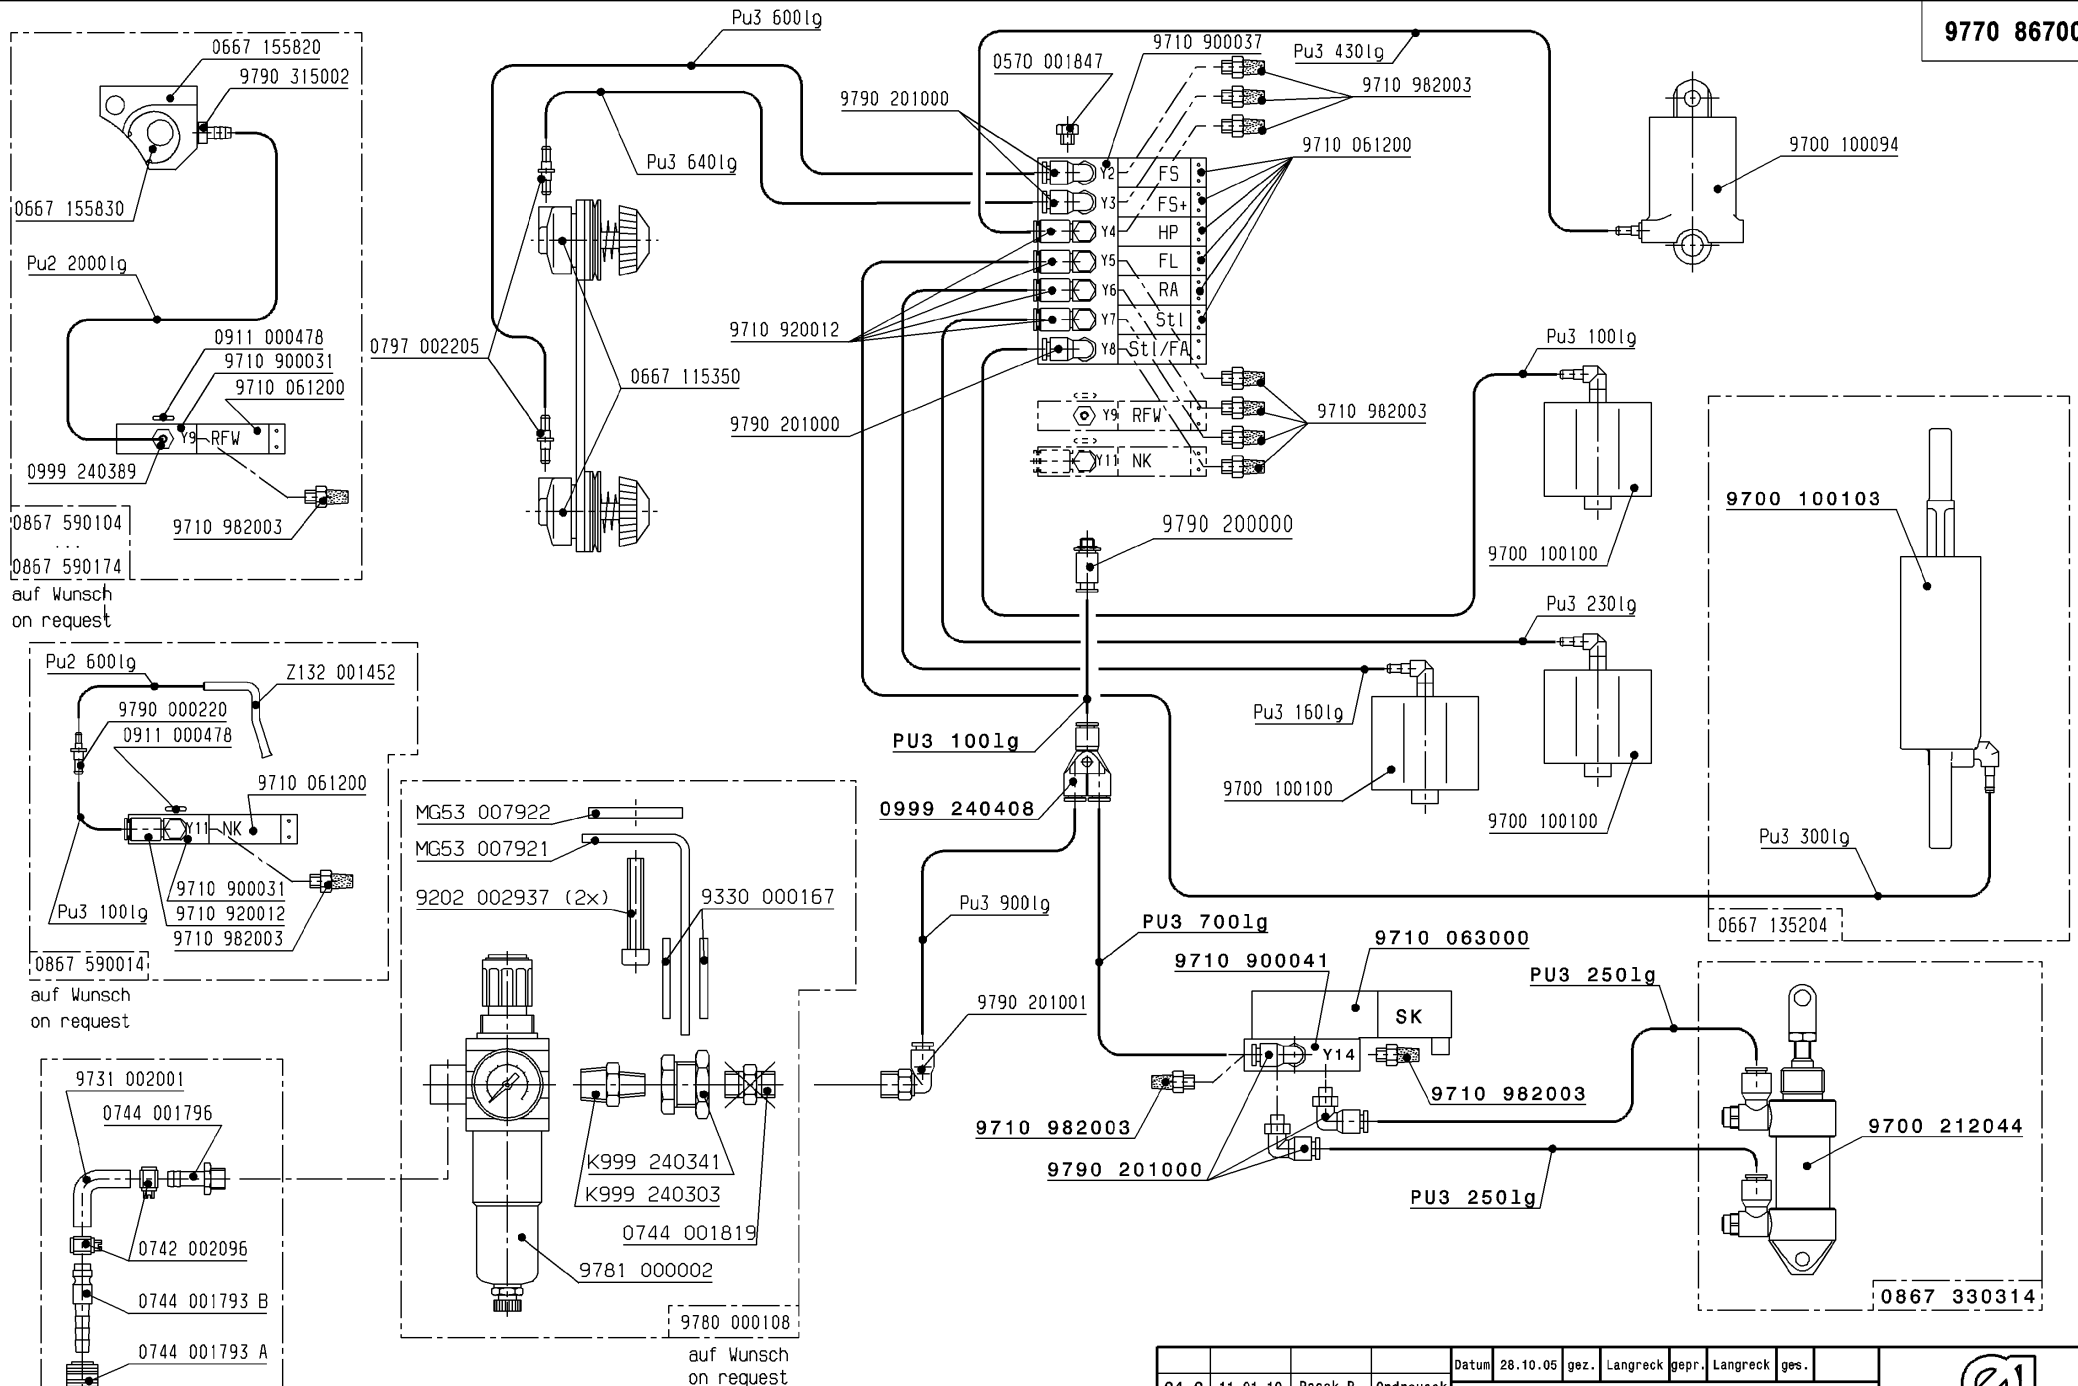 9770 8670
0667 155820
9790 315002
0667 155830
Pu2 2000lg
0911 000478
9710 900031
9710 061200
Y9
RFW
0999 240389
9710 982003
0867 590104
...
0867 590174
auf Wunsch
on request
Pu3 600lg
Pu3 640lg
0797 002205
0667 115350
9790 201000
0570 001847
9710 900037
Pu3 430lg
9710 982003
9710 061200
9700 100094
Y2 FS
Y3 FS+
Y4 HP
Y5 FL
Y6 RA
Y7 Stl
Y8 Stl/FA
Y9 RFW
Y11 NK
9710 920012
9790 201000
9710 982003
9790 200000
Pu3 100lg
9700 100100
Pu3 230lg
9700 100100
Pu3 160lg
9700 100100
9700 100103
Pu3 300lg
0667 135204
Pu2 600lg
Z132 001452
9790 000220
0911 000478
9710 061200
Y11
NK
9710 900031
Pu3 100lg
9710 920012
9710 982003
0867 590014
auf Wunsch
on request
MG53 007922
MG53 007921
9202 002937 (2x)
9330 000167
K999 240341
K999 240303
0744 001819
9781 000002
9780 000108
auf Wunsch
on request
PU3 100lg
0999 240408
Pu3 900lg
PU3 700lg
9790 201001
9710 063000
9710 900041
SK
Y14
9710 982003
9710 982003
9790 201000
PU3 250lg
PU3 250lg
9700 212044
0867 330314
9731 002001
0744 001796
0742 002096
0744 001793 B
0744 001793 A
Datum 28.10.05 gez. Langreck gepr. Langreck ges.